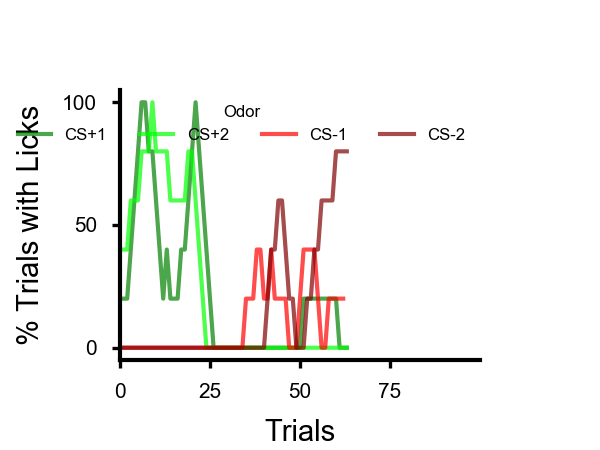 Odor
CS+1 CS+2 CS-1 CS-2
% Trials with Licks
100
50
0
0 25 50 75
Trials